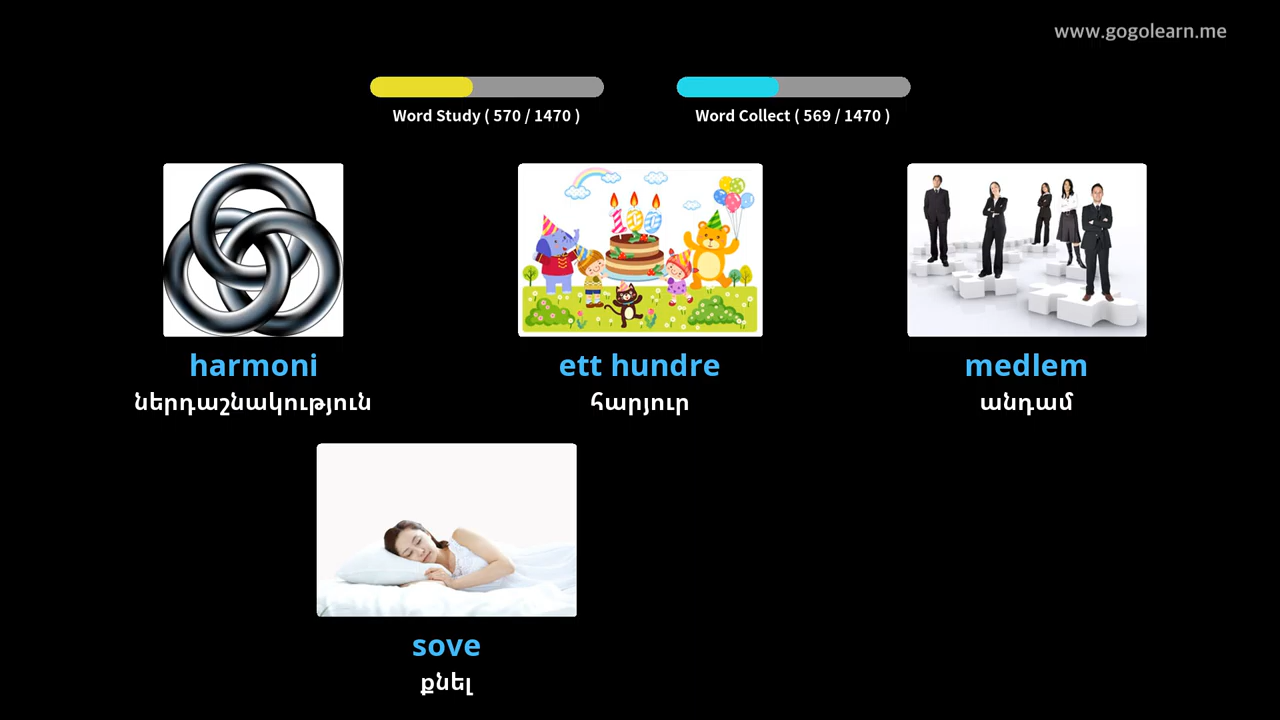 www.gogolearn.me
Word Study ( 570 / 1470 )
Word Collect ( 569 / 1470 )
100
harmoni
ett hundre
medlem
ներդաշնակություն
հարյուր
անդամ
sove
քնել